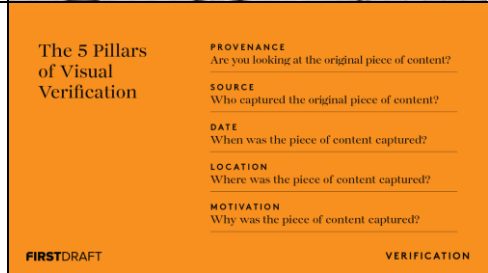 The 5 Pillars
of Visual
Verification
PROVENANCE
Are you looking at the original piece of content?
SOURCE
Who captured the original piece of content?
DATE
When was the piece of content captured?
LOCATION
Where was the piece of content captured?
MOTIVATION
Why was the piece of content captured?
FIRSTDRAFT
VERIFICATION